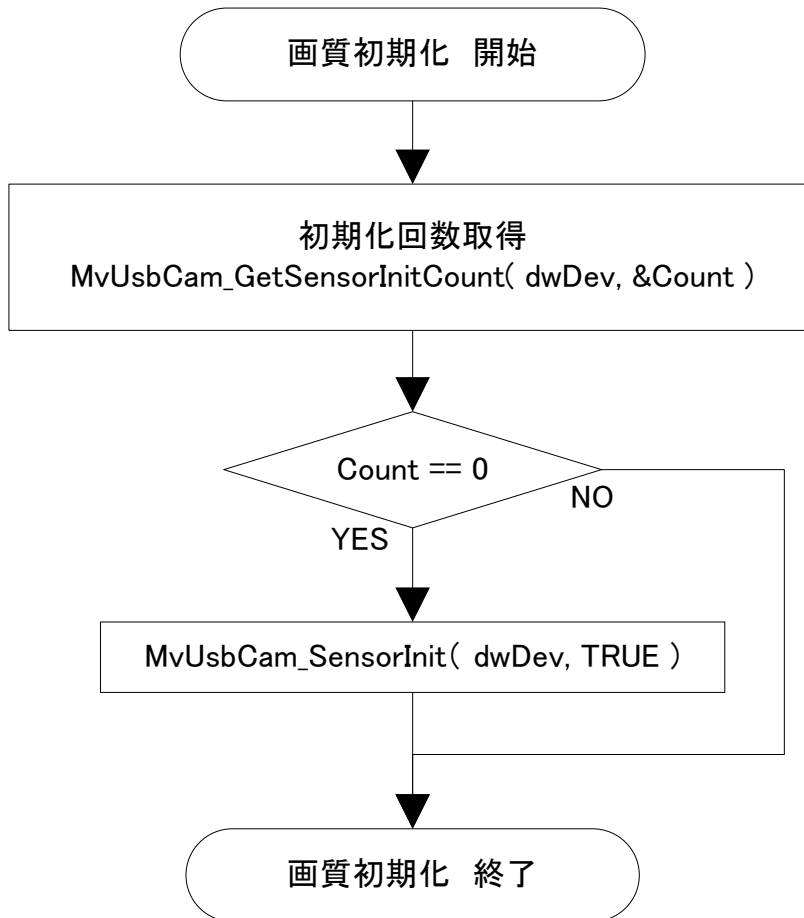 画質初期化　開始
初期化回数取得
MvUsbCam_GetSensorInitCount( dwDev, &Count )
Count == 0
NO
YES
MvUsbCam_SensorInit( dwDev, TRUE )
画質初期化　終了